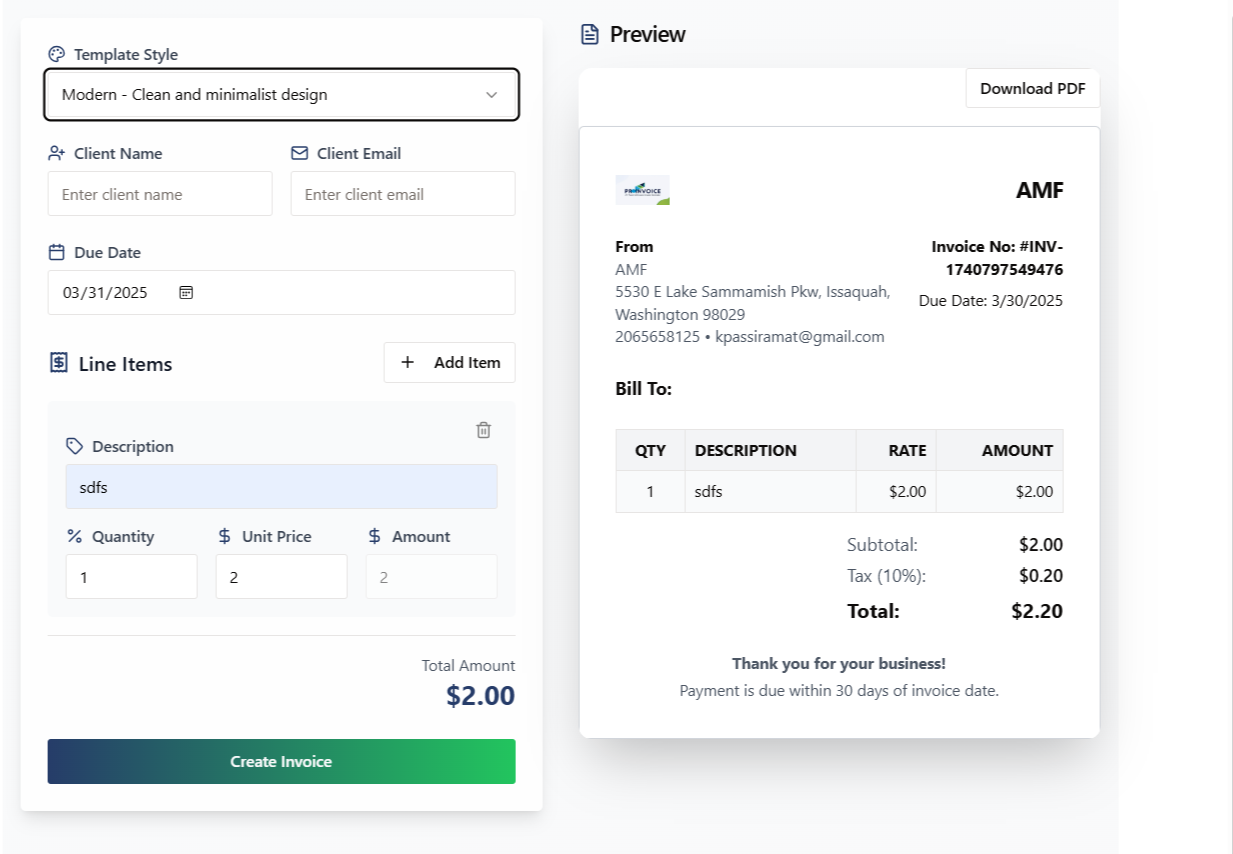 Template Style
Modern - Clean and minimalist design
Client Name
Client Email
Enter client name
Enter client email
Due Date
03/31/2025
Line Items
Add Item
Description
sdfs
Quantity
Unit Price
Amount
1
2
2
Total Amount
$2.00
Create Invoice
Preview
Download PDF
AMF
From
AMF
5530 E Lake Sammamish Pkw, Issaquah,
Washington 98029
2065658125 • kpassiramat@gmail.com
Invoice No: #INV-
1740797549476
Due Date: 3/30/2025
Bill To:
QTY DESCRIPTION RATE AMOUNT
1 sdfs $2.00 $2.00
Subtotal: $2.00
Tax (10%): $0.20
Total: $2.20
Thank you for your business!
Payment is due within 30 days of invoice date.